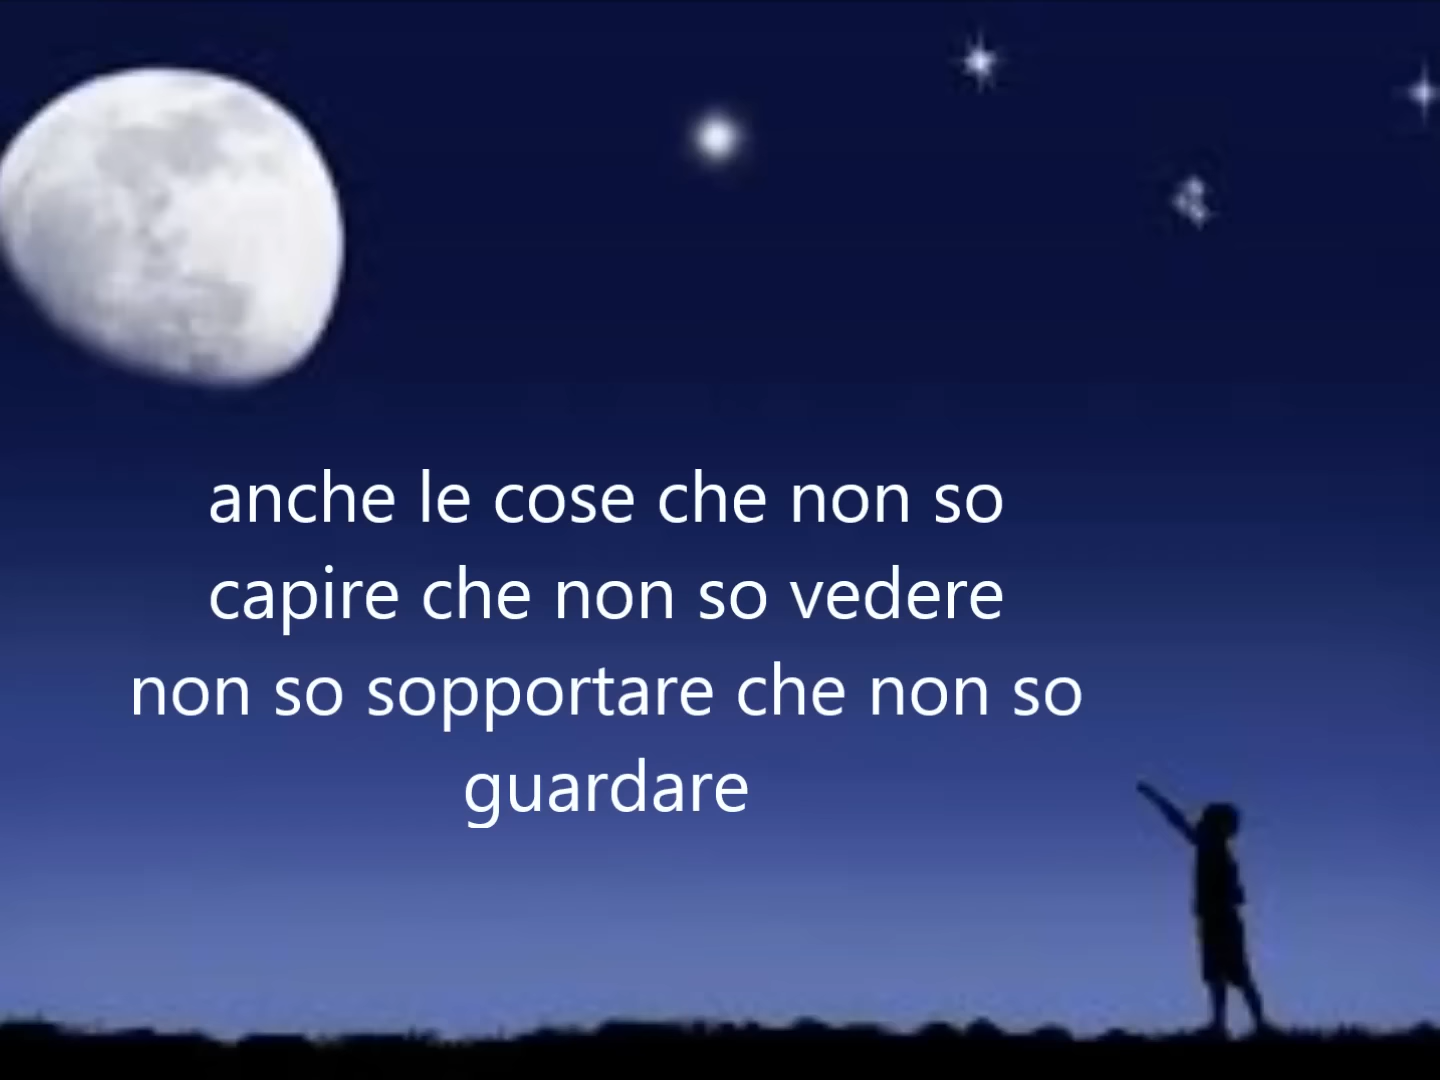 anche le cose che non so
capire che non so vedere
non so sopportare che non so
guardare